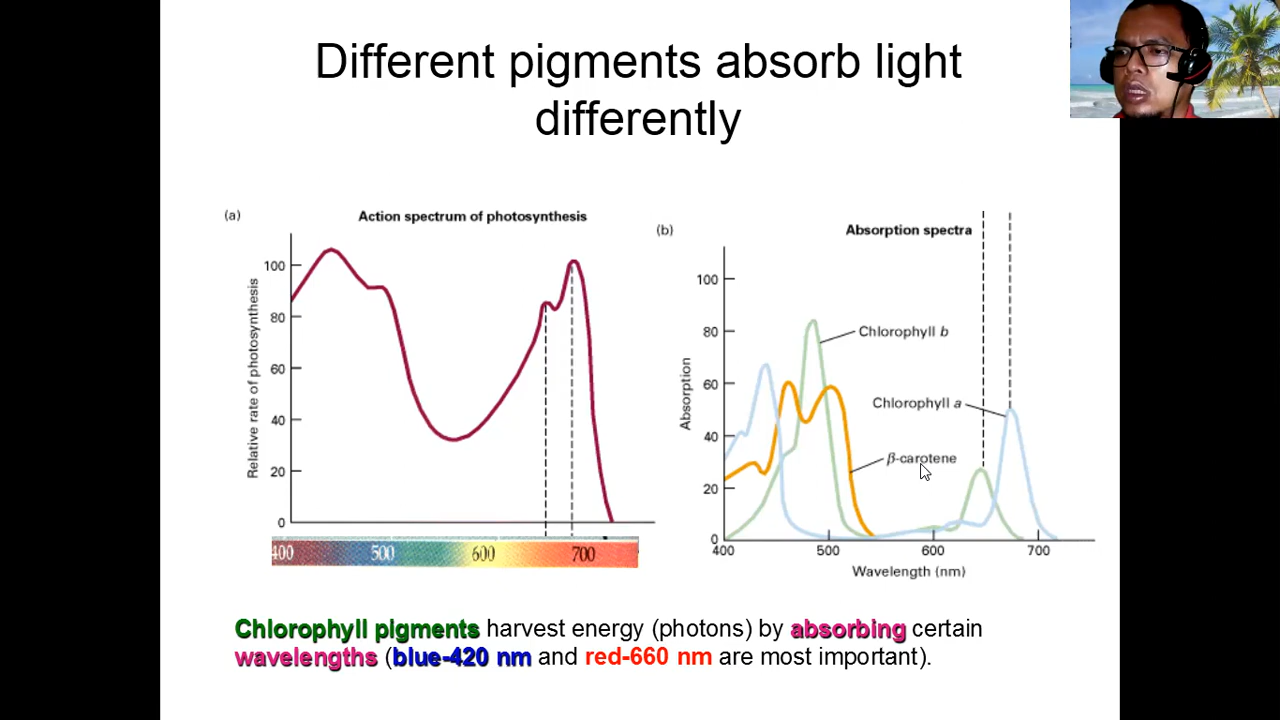 Different pigments absorb light
differently
(a)
Action spectrum of photosynthesis
Relative rate of photosynthesis
100
80
60
40
20
0
400 500 600 700
(b)
Absorption spectra
Absorption
100
80
60
40
20
0
Chlorophyll b
Chlorophyll a
β-carotene
400 500 600 700
Wavelength (nm)
Chlorophyll pigments harvest energy (photons) by absorbing certain
wavelengths (blue-420 nm and red-660 nm are most important).